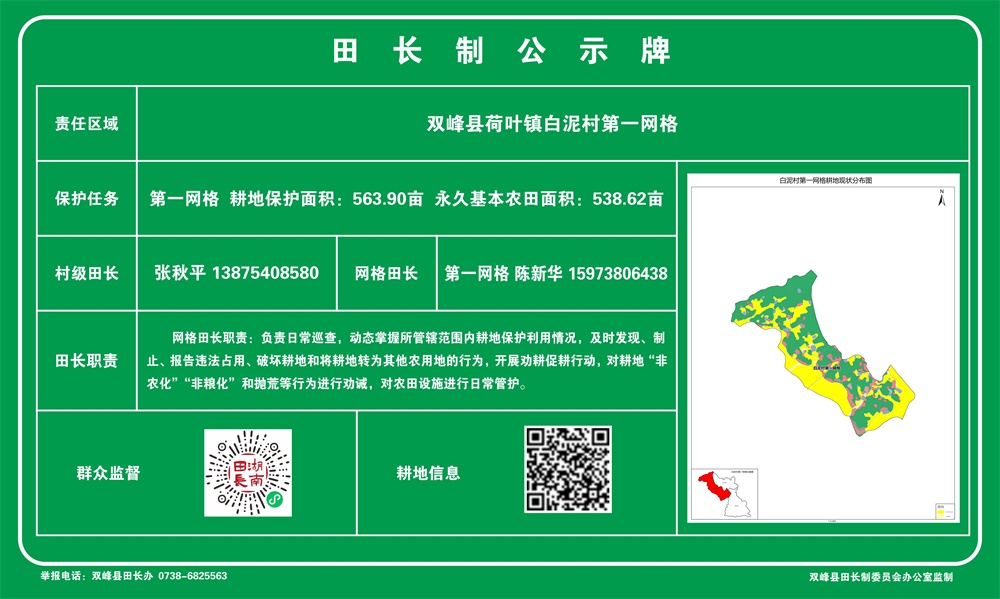 田长制公示牌
责任区域
双峰县荷叶镇白泥村第一网格
保护任务
第一网格 耕地保护面积：563.90亩 永久基本农田面积：538.62亩
村级田长
张秋平 13875408580
网格田长
第一网格 陈新华 15973806438
田长职责
网格田长职责：负责日常巡查，动态掌握所管辖范围内耕地保护利用情况，及时发现、制
止、报告违法占用、破坏耕地和将耕地转为其他农用地的行为，开展劝耕促耕行动，对耕地“非
农化”“非粮化”和抛荒等行为进行劝诫，对农田设施进行日常管护。
群众监督
湖南
田長
耕地信息
白泥村第一网格耕地现状分布图
N
白泥村第一网格
举报电话：双峰县田长办 0738-6825563
双峰县田长制委员会办公室监制